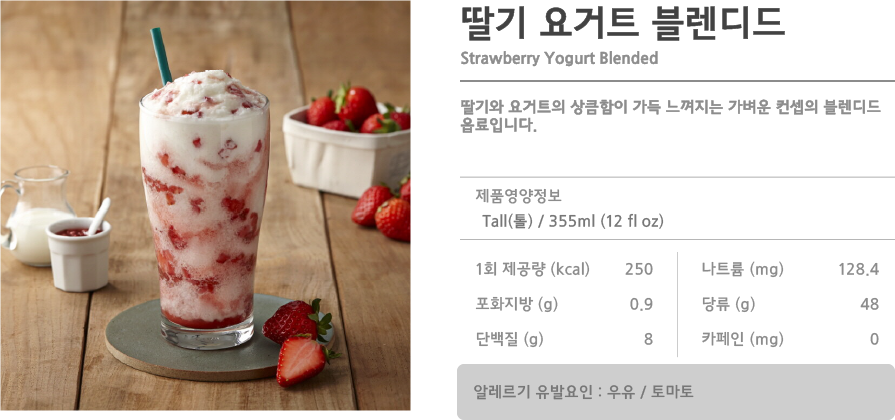 딸기 요거트 블렌디드
Strawberry Yogurt Blended
딸기와 요거트의 상큼함이 가득 느껴지는 가벼운 컨셉의 블렌디드
음료입니다.
제품영양정보
Tall(톨) / 355ml (12 fl oz)
1회 제공량 (kcal) 250 나트륨 (mg) 128.4
포화지방 (g) 0.9 당류 (g) 48
단백질 (g) 8 카페인 (mg) 0
알레르기 유발요인 : 우유 / 토마토